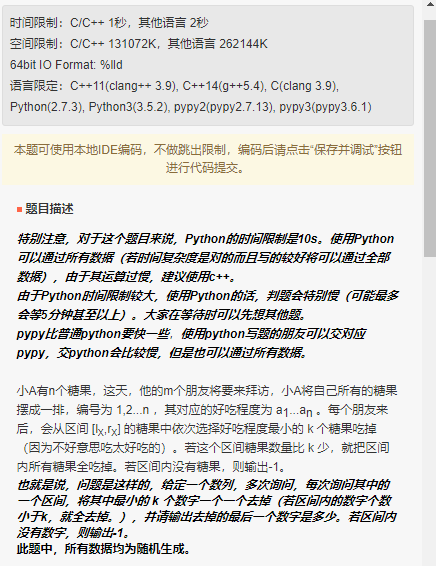 时间限制：C/C++ 1秒，其他语言 2秒
空间限制：C/C++ 131072K，其他语言 262144K
64bit IO Format: %lld
语言限定：C++11(clang++ 3.9), C++14(g++5.4), C(clang 3.9),
Python(2.7.3), Python3(3.5.2), pypy2(pypy2.7.13), pypy3(pypy3.6.1)
本题可使用本地IDE编码，不做跳出限制，编码后请点击“保存并调试”按钮
进行代码提交。
题目描述
特别注意，对于这个题目来说，Python的时间限制是10s。使用Python
可以通过所有数据（若时间复杂度是对的而且写的较好将可以通过全部
数据），由于其运算过慢，建议使用c++。
由于Python时间限制较大，使用Python的话，判题会特别慢（可能最多
会等5分钟甚至以上）。大家在等待时可以先想其他题。
pypy比普通python要快一些，使用python写题的朋友可以交对应
pypy，交python会比较慢，但是也可以通过所有数据。
小A有n个糖果，这天，他的m个朋友将要来拜访，小A将自己所有的糖果
摆成一排，编号为 1,2...n ，其对应的好吃程度为 a1...an 。每个朋友来
后，会从区间 [lx,rx] 的糖果中依次选择好吃程度最小的 k 个糖果吃掉
（因为不好意思吃太好吃的）。若这个区间糖果数量比 k 少，就把区间
内所有糖果全吃掉。若区间内没有糖果，则输出-1。
也就是说，问题是这样的，给定一个数列，多次询问，每次询问其中的
一个区间，将其中最小的 k 个数字一个一个去掉（若区间内的数字个数
小于k，就全去掉。），并请输出去掉的最后一个数字是多少。若区间内
没有数字，则输出-1。
此题中，所有数据均为随机生成。